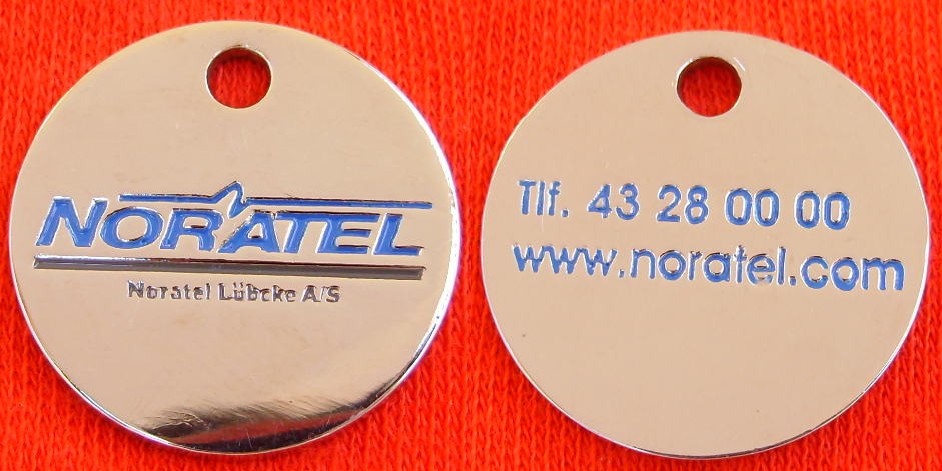 NORATEL
Noratel Lübcke A/S
Tlf. 43 28 00 00
www.noratel.com